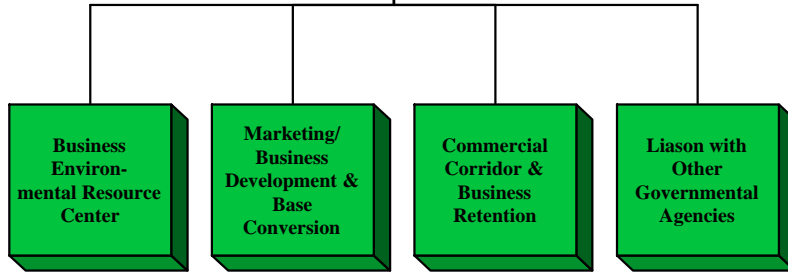 Business
Environ-
mental Resource
Center
Marketing/
Business
Development &
Base
Conversion
Commercial
Corridor &
Business
Retention
Liason with
Other
Governmental
Agencies